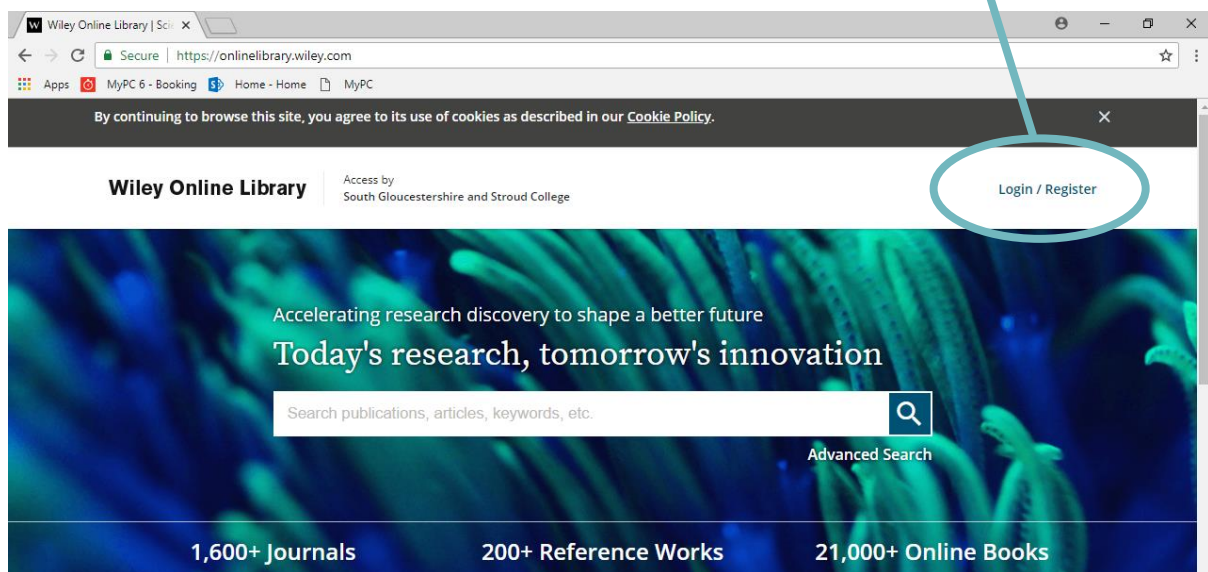 W Wiley Online Library | Scie
Secure | https://onlinelibrary.wiley.com
Apps MyPC 6 - Booking Home - Home MyPC
By continuing to browse this site, you agree to its use of cookies as described in our Cookie Policy.
Wiley Online Library
Access by
South Gloucestershire and Stroud College
Login / Register
Accelerating research discovery to shape a better future
Today's research, tomorrow's innovation
Search publications, articles, keywords, etc.
Advanced Search
1,600+ Journals 200+ Reference Works 21,000+ Online Books